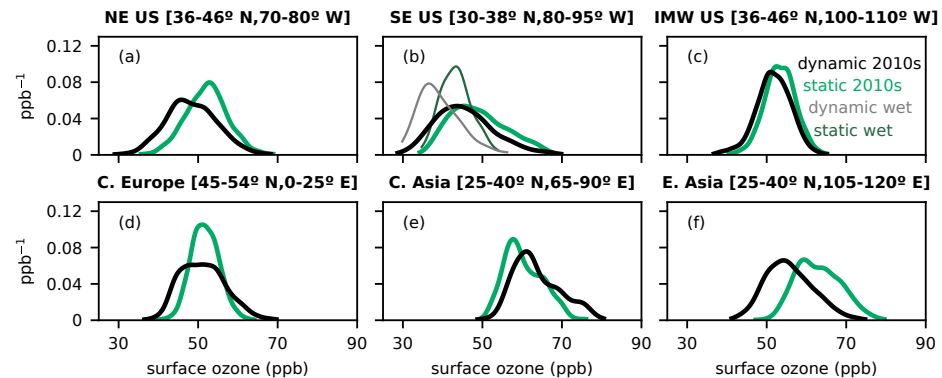 NE US [36-46º N,70-80º W]
SE US [30-38º N,80-95º W]
IMW US [36-46º N,100-110º W]
0.12
0.08
0.04
0
ppb⁻¹
(a)
(b)
(c)
dynamic 2010s
static 2010s
dynamic wet
static wet
C. Europe [45-54º N,0-25º E]
C. Asia [25-40º N,65-90º E]
E. Asia [25-40º N,105-120º E]
0.12
0.08
0.04
0
ppb⁻¹
(d)
(e)
(f)
30 50 70 90
30 50 70 90
30 50 70 90
surface ozone (ppb)
surface ozone (ppb)
surface ozone (ppb)